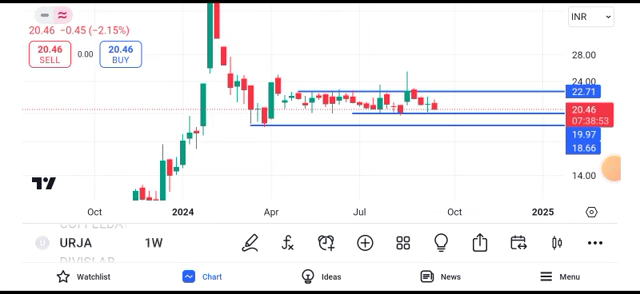 INR
20.46 −0.45 (−2.15%)
20.46
SELL
0.00
20.46
BUY
28.00
24.00
22.71
20.46
07:38:53
19.97
18.66
14.00
Oct 2024 Apr Jul Oct 2025
U URJA 1W
DIVISLAB
Watchlist Chart Ideas News Menu